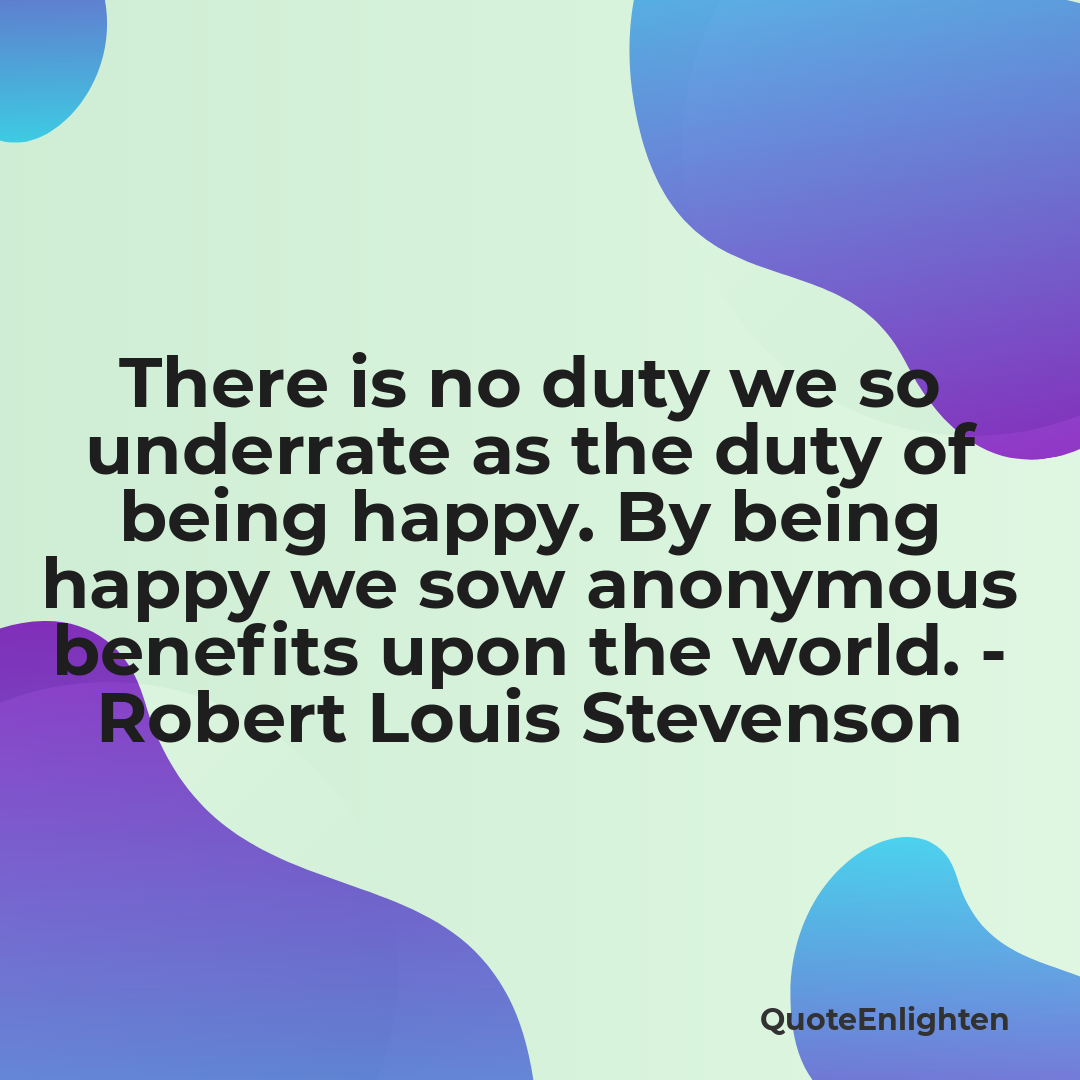 There is no duty we so
underrate as the duty of
being happy. By being
happy we sow anonymous
benefits upon the world. -
Robert Louis Stevenson
QuoteEnlighten